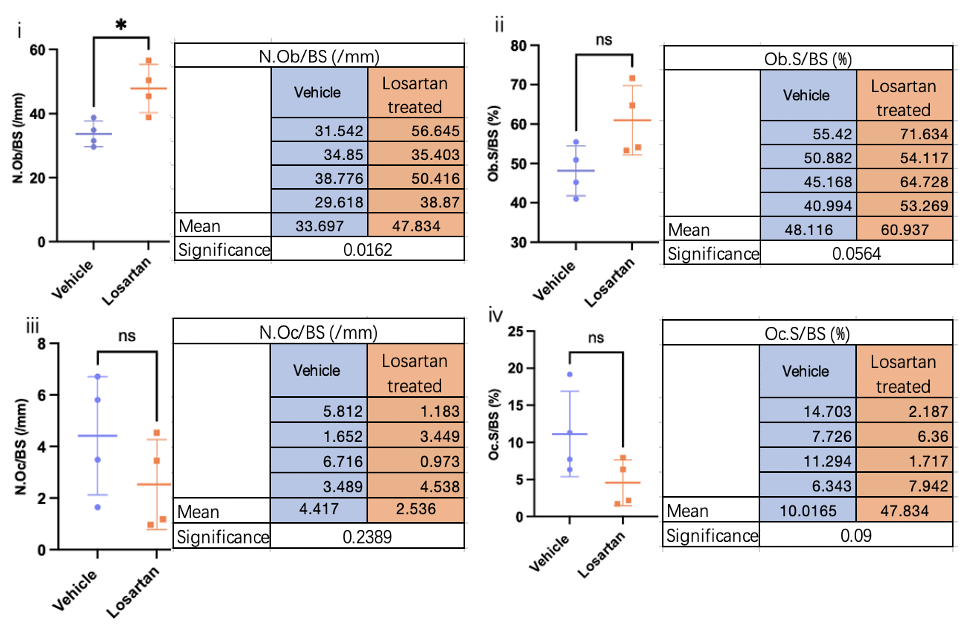 i
*
60
40
20
0
N.Ob/BS (/mm)
Vehicle
Losartan
N.Ob/BS (/mm)
Vehicle Losartan treated
31.542 56.645
34.85 35.403
38.776 50.416
29.618 38.87
Mean 33.697 47.834
Significance 0.0162
ii
ns
80
70
60
50
40
30
Ob.S/BS (%)
Vehicle
Losartan
Ob.S/BS (%)
Vehicle Losartan treated
55.42 71.634
50.882 54.117
45.168 64.728
40.994 53.269
Mean 48.116 60.937
Significance 0.0564
iii
ns
8
6
4
2
0
N.Oc/BS (/mm)
Vehicle
Losartan
N.Oc/BS (/mm)
Vehicle Losartan treated
5.812 1.183
1.652 3.449
6.716 0.973
3.489 4.538
Mean 4.417 2.536
Significance 0.2389
iv
ns
25
20
15
10
5
0
Oc.S/BS (%)
Vehicle
Losartan
Oc.S/BS (%)
Vehicle Losartan treated
14.703 2.187
7.726 6.36
11.294 1.717
6.343 7.942
Mean 10.0165 47.834
Significance 0.09